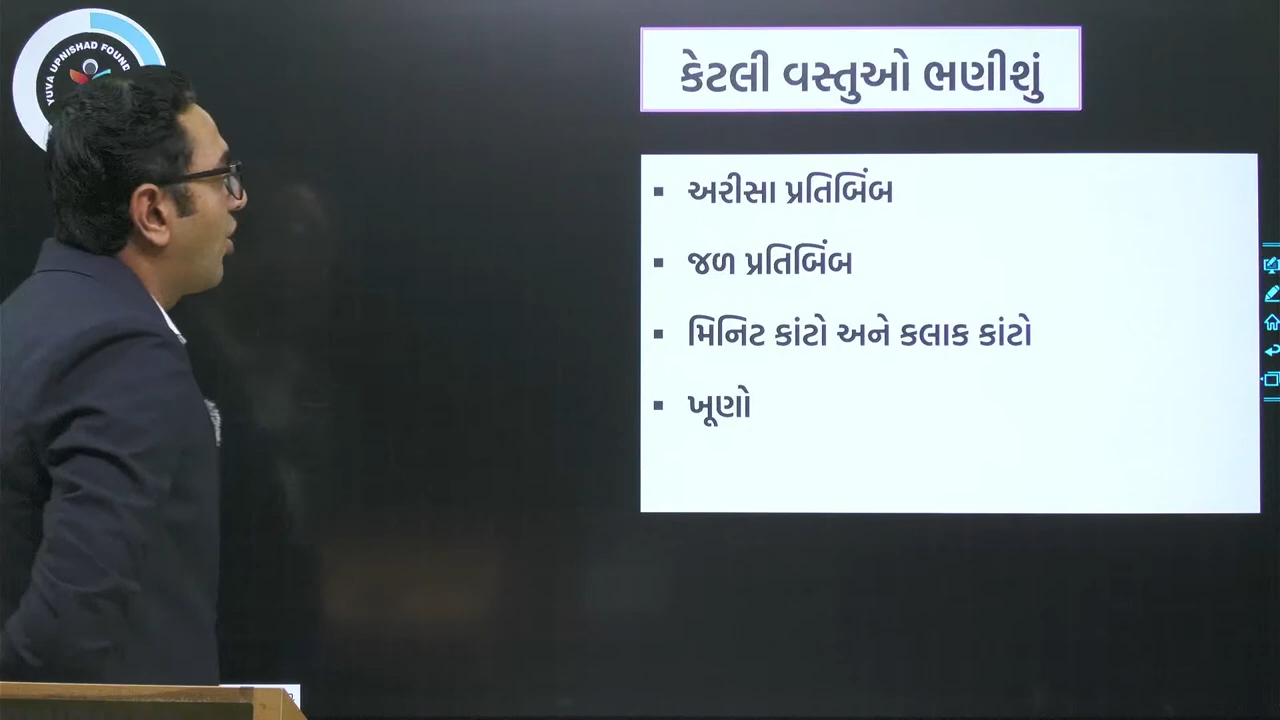 YUVA UPNISHAD FOUND
કેટલી વસ્તુઓ ભણીશું
▪ અરીસા પ્રતિબિંબ
▪ જળ પ્રતિબિંબ
▪ મિનિટ કાંટો અને કલાક કાંટો
▪ ખૂણો